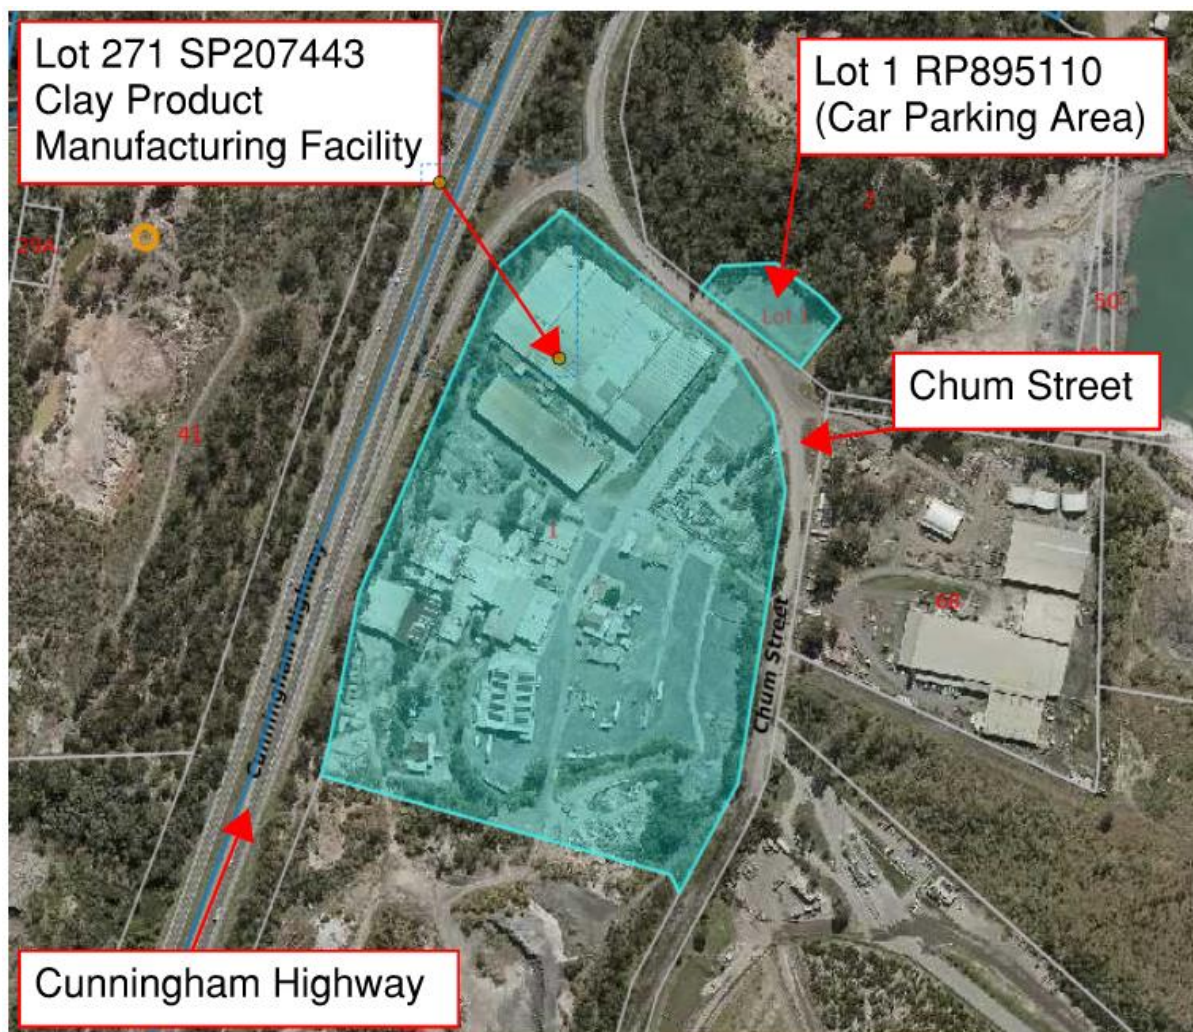 Lot 271 SP207443
Clay Product
Manufacturing Facility
Lot 1 RP895110
(Car Parking Area)
2
29A
50
Lot 1
Chum Street
41
1
68
Cunningham Highway
Chum Street
Cunningham Highway